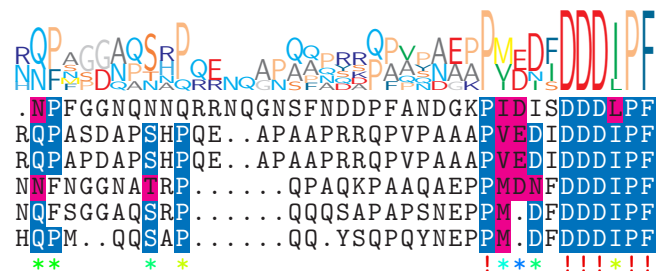 .NPFGGNQNNQRRNQGNSFNDDPFANDGKPIDISDDDLPF
RQPASDAPSHPQE..APAAPRRQPVPAAAPVEDIDDDIPF
RQPAPDAPSHPQE..APAAPRRQPVPAAAPVEDIDDDIPF
NNFNGGNATRP......QPAQKPAAQAEPPMDNFDDDIPF
NQFSGGAQSRP......QQQSAPAPSNEPPM.DFDDDIPF
HQPM..QQSAP......QQ.YSQPQYNEPPM.DFDDDIPF
** * * !*** !!!*!!